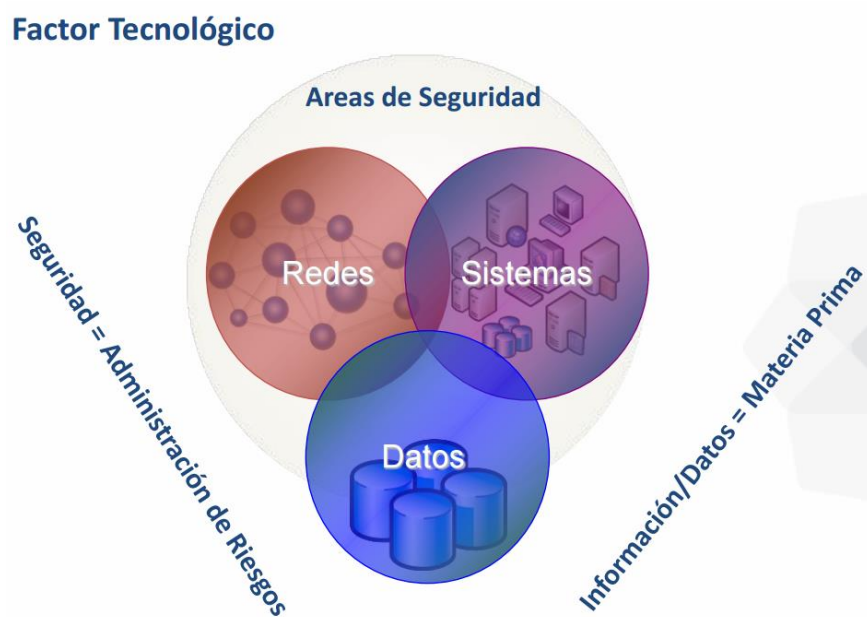 Factor Tecnológico
Areas de Seguridad
Redes
Sistemas
Datos
Seguridad = Administración de Riesgos
Información/Datos = Materia Prima